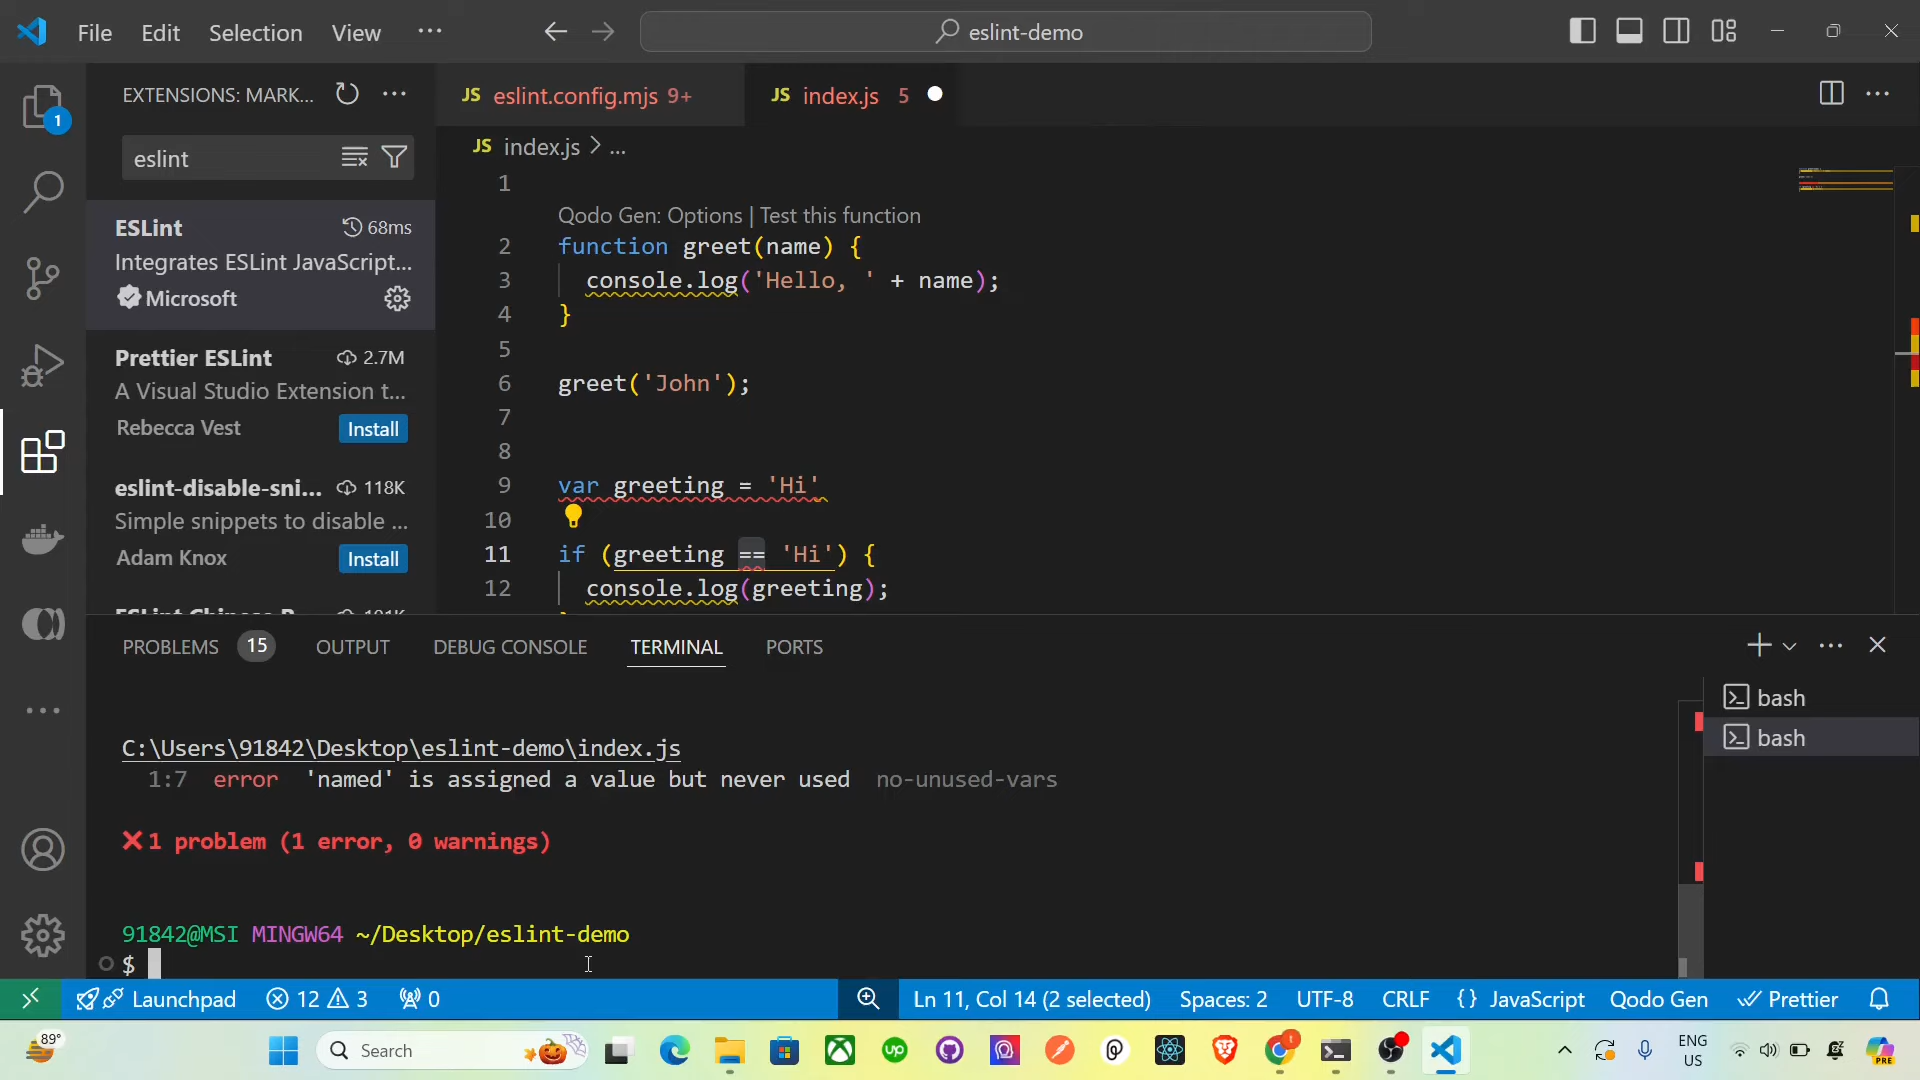 File Edit Selection View ··· eslint-demo
EXTENSIONS: MARK... ···
1
eslint
ESLint 68ms
Integrates ESLint JavaScript...
Microsoft
Prettier ESLint 2.7M
A Visual Studio Extension t...
Rebecca Vest Install
eslint-disable-sni... 118K
Simple snippets to disable ...
Adam Knox Install
JS eslint.config.mjs 9+ JS index.js 5
JS index.js > ...
1
Qodo Gen: Options | Test this function
2 function greet(name) {
3 console.log('Hello, ' + name);
4 }
5
6 greet('John');
7
8
9 var greeting = 'Hi'
10
11 if (greeting == 'Hi') {
12 console.log(greeting);
PROBLEMS 15 OUTPUT DEBUG CONSOLE TERMINAL PORTS
bash
bash
C:\Users\91842\Desktop\eslint-demo\index.js
1:7 error 'named' is assigned a value but never used no-unused-vars
❌1 problem (1 error, 0 warnings)
91842@MSI MINGW64 ~/Desktop/eslint-demo
$
Launchpad 12 3 0 Ln 11, Col 14 (2 selected) Spaces: 2 UTF-8 CRLF {} JavaScript Qodo Gen Prettier
89° Search up ENG
US PRE